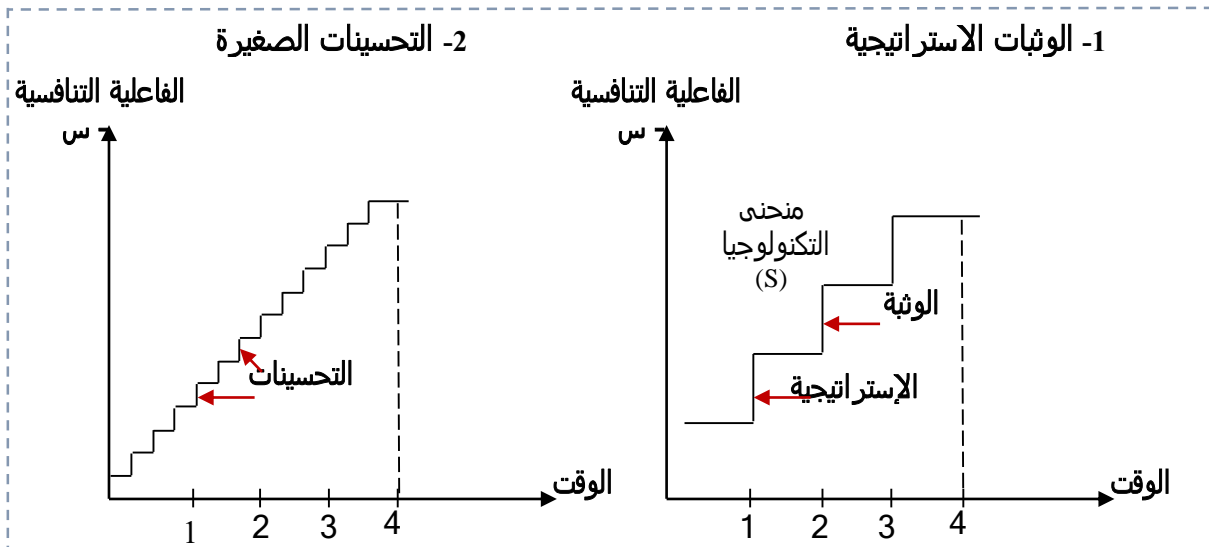 1- الوثبات الاستراتيجية
الفاعلية التنافسية
س
منحنى
التكنولوجيا
(S)
الوثبة
الإستراتيجية
الوقت
1 2 3 4
2- التحسينات الصغيرة
الفاعلية التنافسية
س
التحسينات
الوقت
1 2 3 4